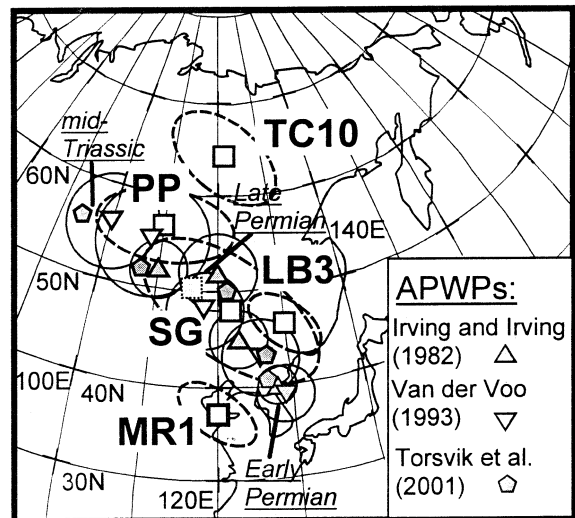 TC10
mid-
Triassic
60N
PP
Late
Permian
140E
50N
LB3
SG
APWPs:
Irving and Irving
(1982)
Van der Voo
(1993)
Torsvik et al.
(2001)
100E
40N
MR1
Early
Permian
30N
120E